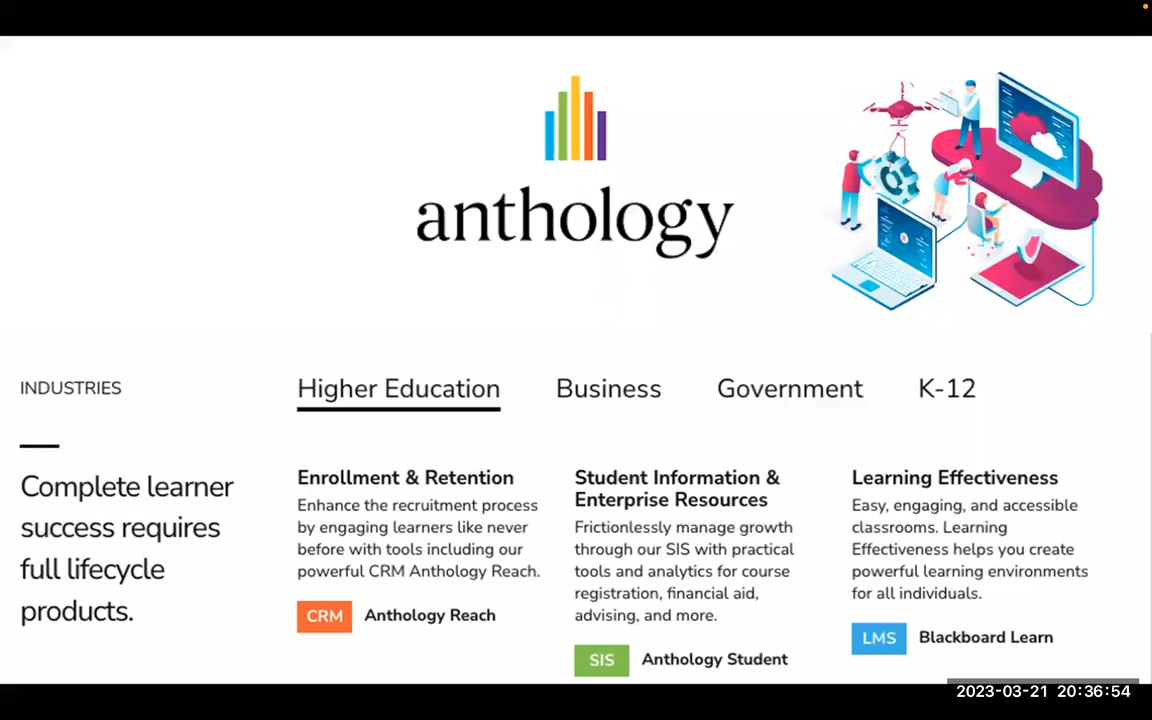 anthology
INDUSTRIES
Higher Education
Business
Government
K-12
Complete learner
success requires
full lifecycle
products.
Enrollment & Retention
Enhance the recruitment process
by engaging learners like never
before with tools including our
powerful CRM Anthology Reach.
CRM Anthology Reach
Student Information &
Enterprise Resources
Frictionlessly manage growth
through our SIS with practical
tools and analytics for course
registration, financial aid,
advising, and more.
SIS Anthology Student
Learning Effectiveness
Easy, engaging, and accessible
classrooms. Learning
Effectiveness helps you create
powerful learning environments
for all individuals.
LMS Blackboard Learn
2023-03-21 20:36:54